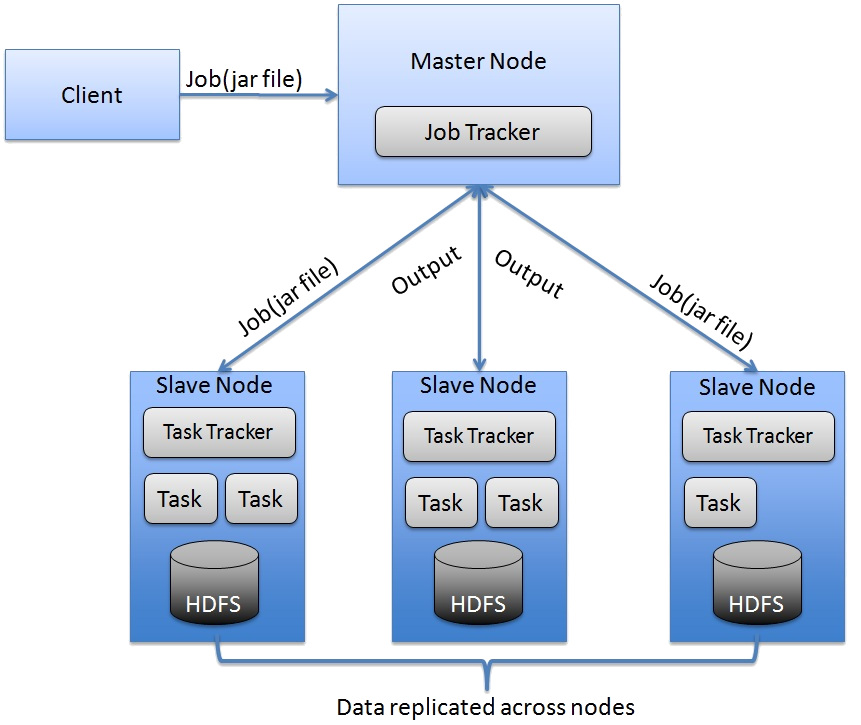 Client
Job(jar file)
Master Node
Job Tracker
Job(jar file)
Output
Output
Job(jar file)
Slave Node
Task Tracker
Task
Task
HDFS
Slave Node
Task Tracker
Task
Task
HDFS
Slave Node
Task Tracker
Task
HDFS
Data replicated across nodes